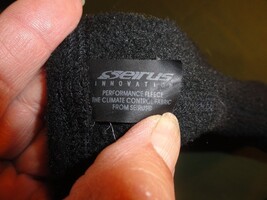 seirus
INNOVATION
PERFORMANCE FLEECE
THE CLIMATE CONTROL FABRIC
FROM SEIRUS